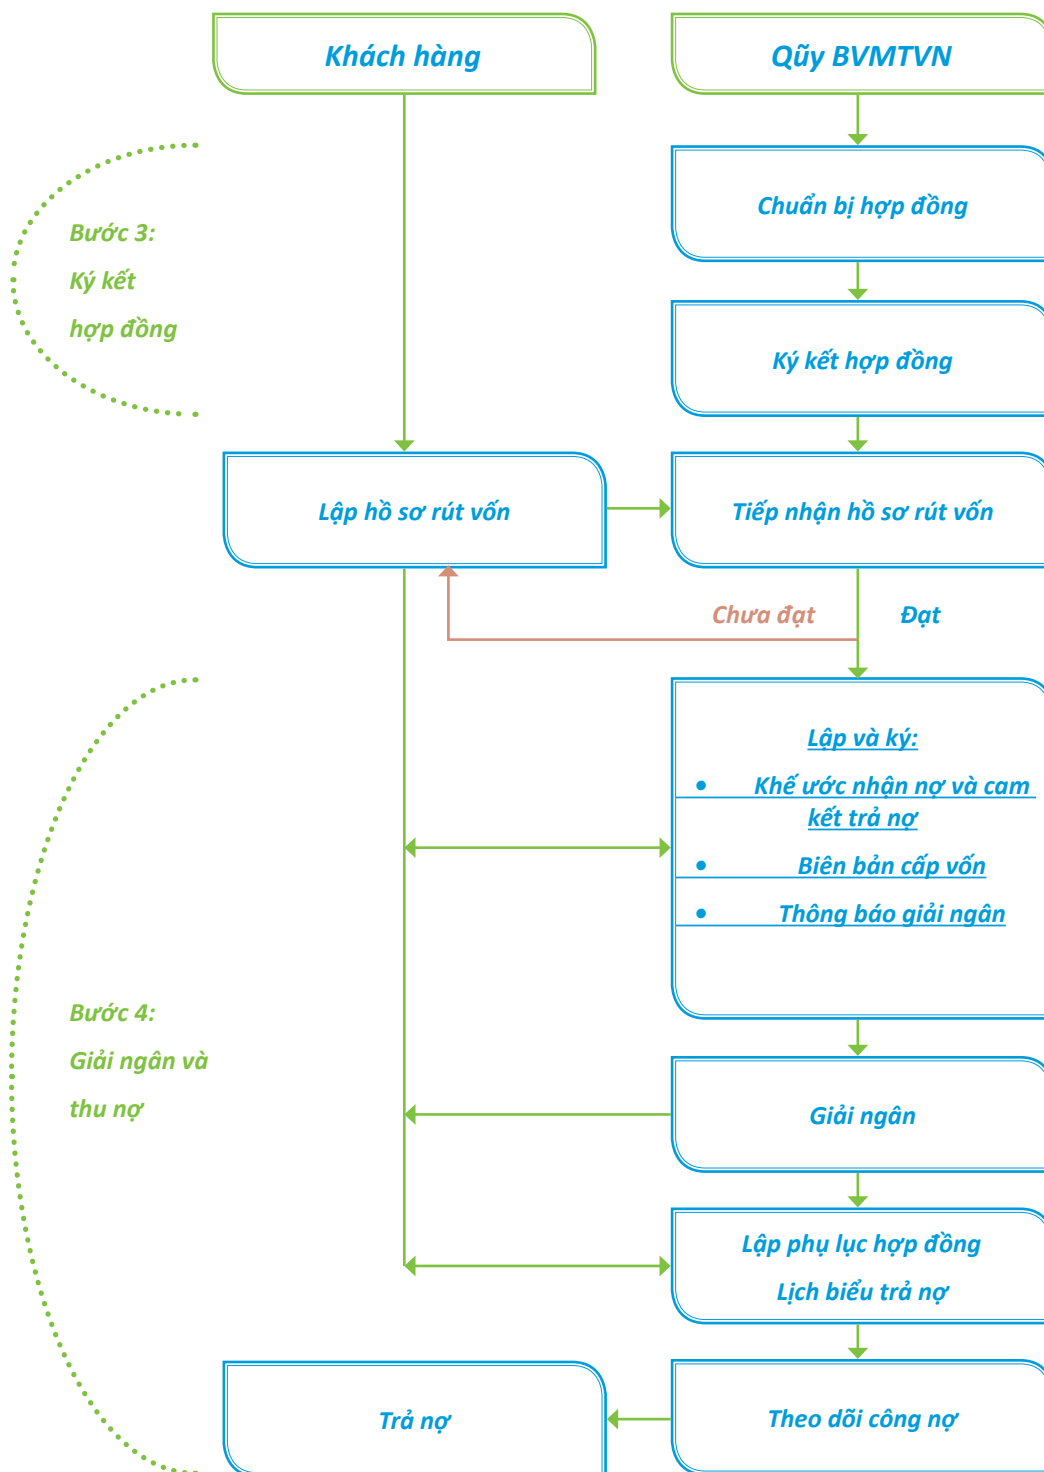 Khách hàng
Qũy BVMTVN
Chuẩn bị hợp đồng
Bước 3:
Ký kết
hợp đồng
Ký kết hợp đồng
Lập hồ sơ rút vốn
Tiếp nhận hồ sơ rút vốn
Chưa đạt
Đạt
Lập và ký:
• Khế ước nhận nợ và cam
kết trả nợ
• Biên bản cấp vốn
• Thông báo giải ngân
Bước 4:
Giải ngân và
thu nợ
Giải ngân
Lập phụ lục hợp đồng
Lịch biểu trả nợ
Trả nợ
Theo dõi công nợ